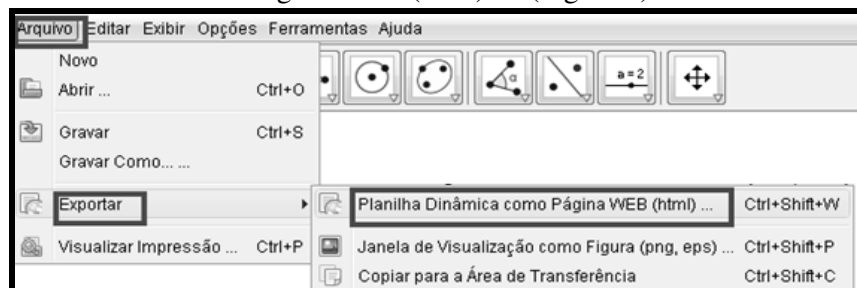 Arquivo Editar Exibir Opções Ferramentas Ajuda
Novo
Abrir ... Ctrl+O
α
a = 2
Gravar Ctrl+S
Gravar Como... ...
Exportar
Planilha Dinâmica como Página WEB (html) ... Ctrl+Shift+W
Visualizar Impressão ... Ctrl+P
Janela de Visualização como Figura (png, eps) ... Ctrl+Shift+P
Copiar para a Área de Transferência Ctrl+Shift+C